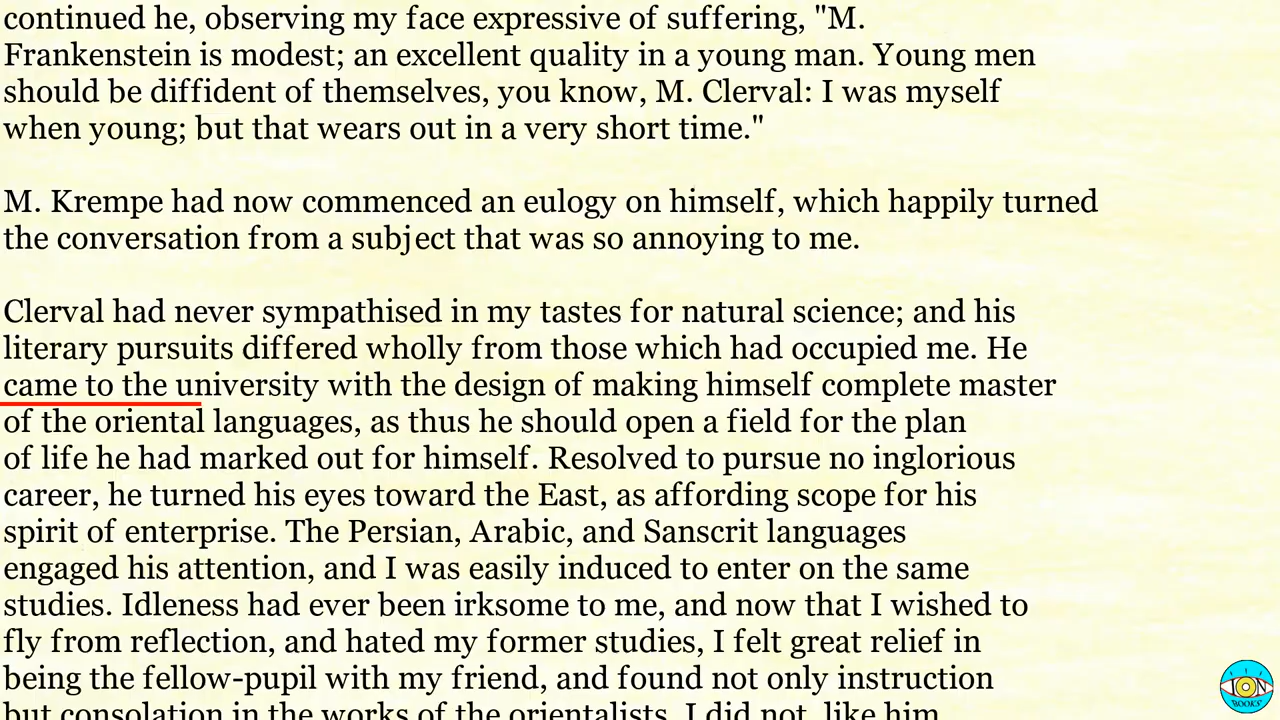 continued he, observing my face expressive of suffering, "M.
Frankenstein is modest; an excellent quality in a young man. Young men
should be diffident of themselves, you know, M. Clerval: I was myself
when young; but that wears out in a very short time."
M. Krempe had now commenced an eulogy on himself, which happily turned
the conversation from a subject that was so annoying to me.
Clerval had never sympathised in my tastes for natural science; and his
literary pursuits differed wholly from those which had occupied me. He
came to the university with the design of making himself complete master
of the oriental languages, as thus he should open a field for the plan
of life he had marked out for himself. Resolved to pursue no inglorious
career, he turned his eyes toward the East, as affording scope for his
spirit of enterprise. The Persian, Arabic, and Sanscrit languages
engaged his attention, and I was easily induced to enter on the same
studies. Idleness had ever been irksome to me, and now that I wished to
fly from reflection, and hated my former studies, I felt great relief in
being the fellow-pupil with my friend, and found not only instruction
but consolation in the works of the orientalists. I did not, like him,
ION
BOOKS